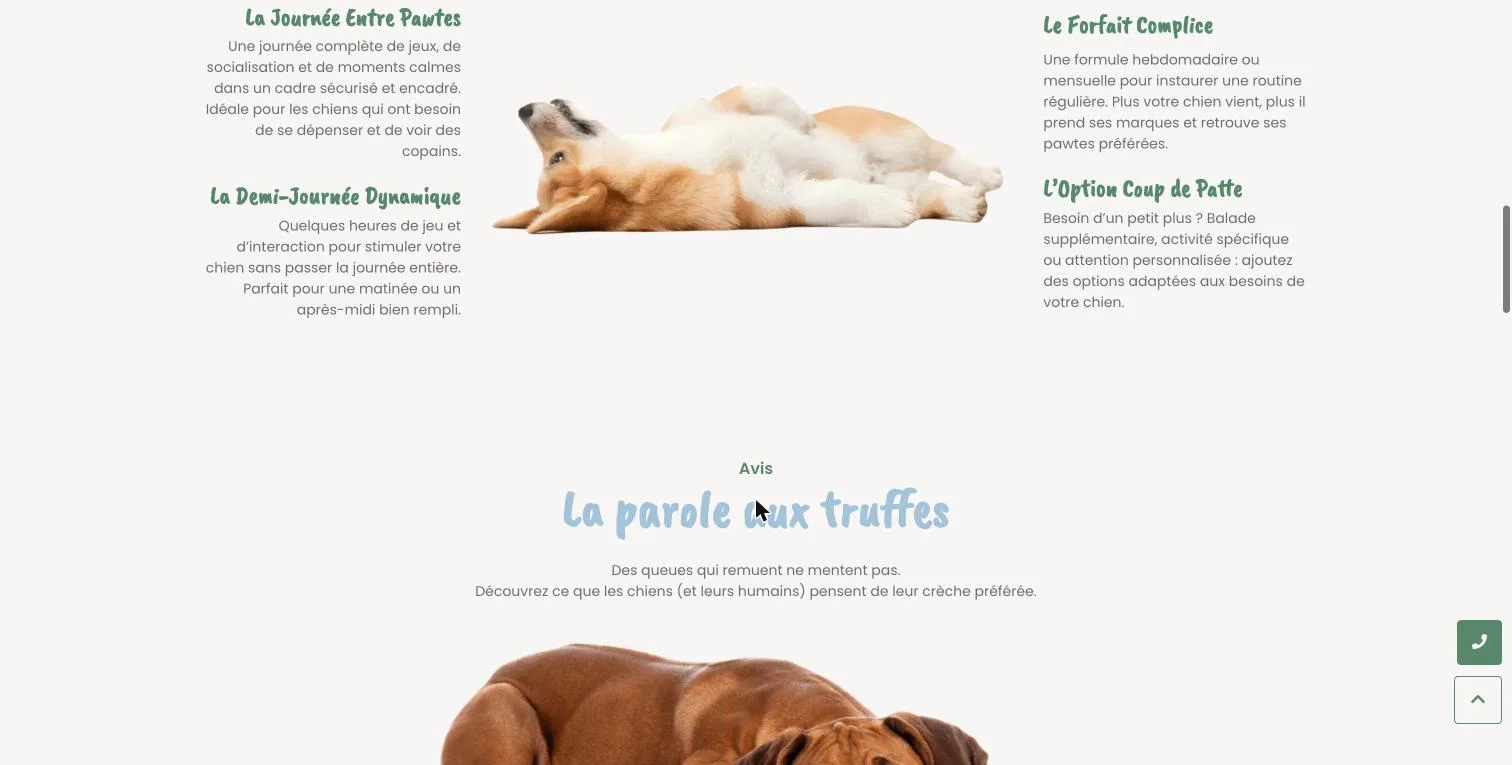 La Journée Entre Pawtes
Une journée complète de jeux, de
socialisation et de moments calmes
dans un cadre sécurisé et encadré.
Idéale pour les chiens qui ont besoin
de se dépenser et de voir des
copains.
La Demi-Journée Dynamique
Quelques heures de jeu et
d’interaction pour stimuler votre
chien sans passer la journée entière.
Parfait pour une matinée ou un
après-midi bien rempli.
Le Forfait Complice
Une formule hebdomadaire ou
mensuelle pour instaurer une routine
régulière. Plus votre chien vient, plus il
prend ses marques et retrouve ses
pawtes préférées.
L’Option Coup de Patte
Besoin d’un petit plus ? Balade
supplémentaire, activité spécifique
ou attention personnalisée : ajoutez
des options adaptées aux besoins de
votre chien.
Avis
La parole aux truffes
Des queues qui remuent ne mentent pas.
Découvrez ce que les chiens (et leurs humains) pensent de leur crèche préférée.